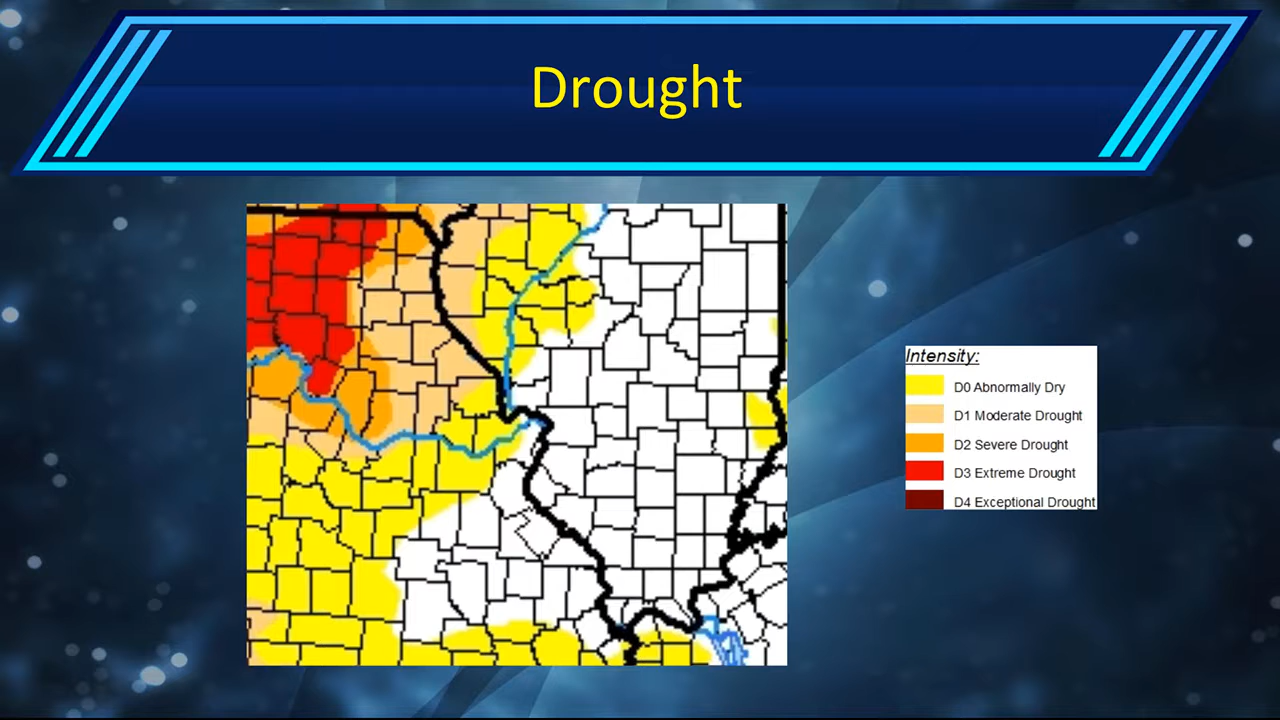 Drought
Intensity:
D0 Abnormally Dry
D1 Moderate Drought
D2 Severe Drought
D3 Extreme Drought
D4 Exceptional Drought